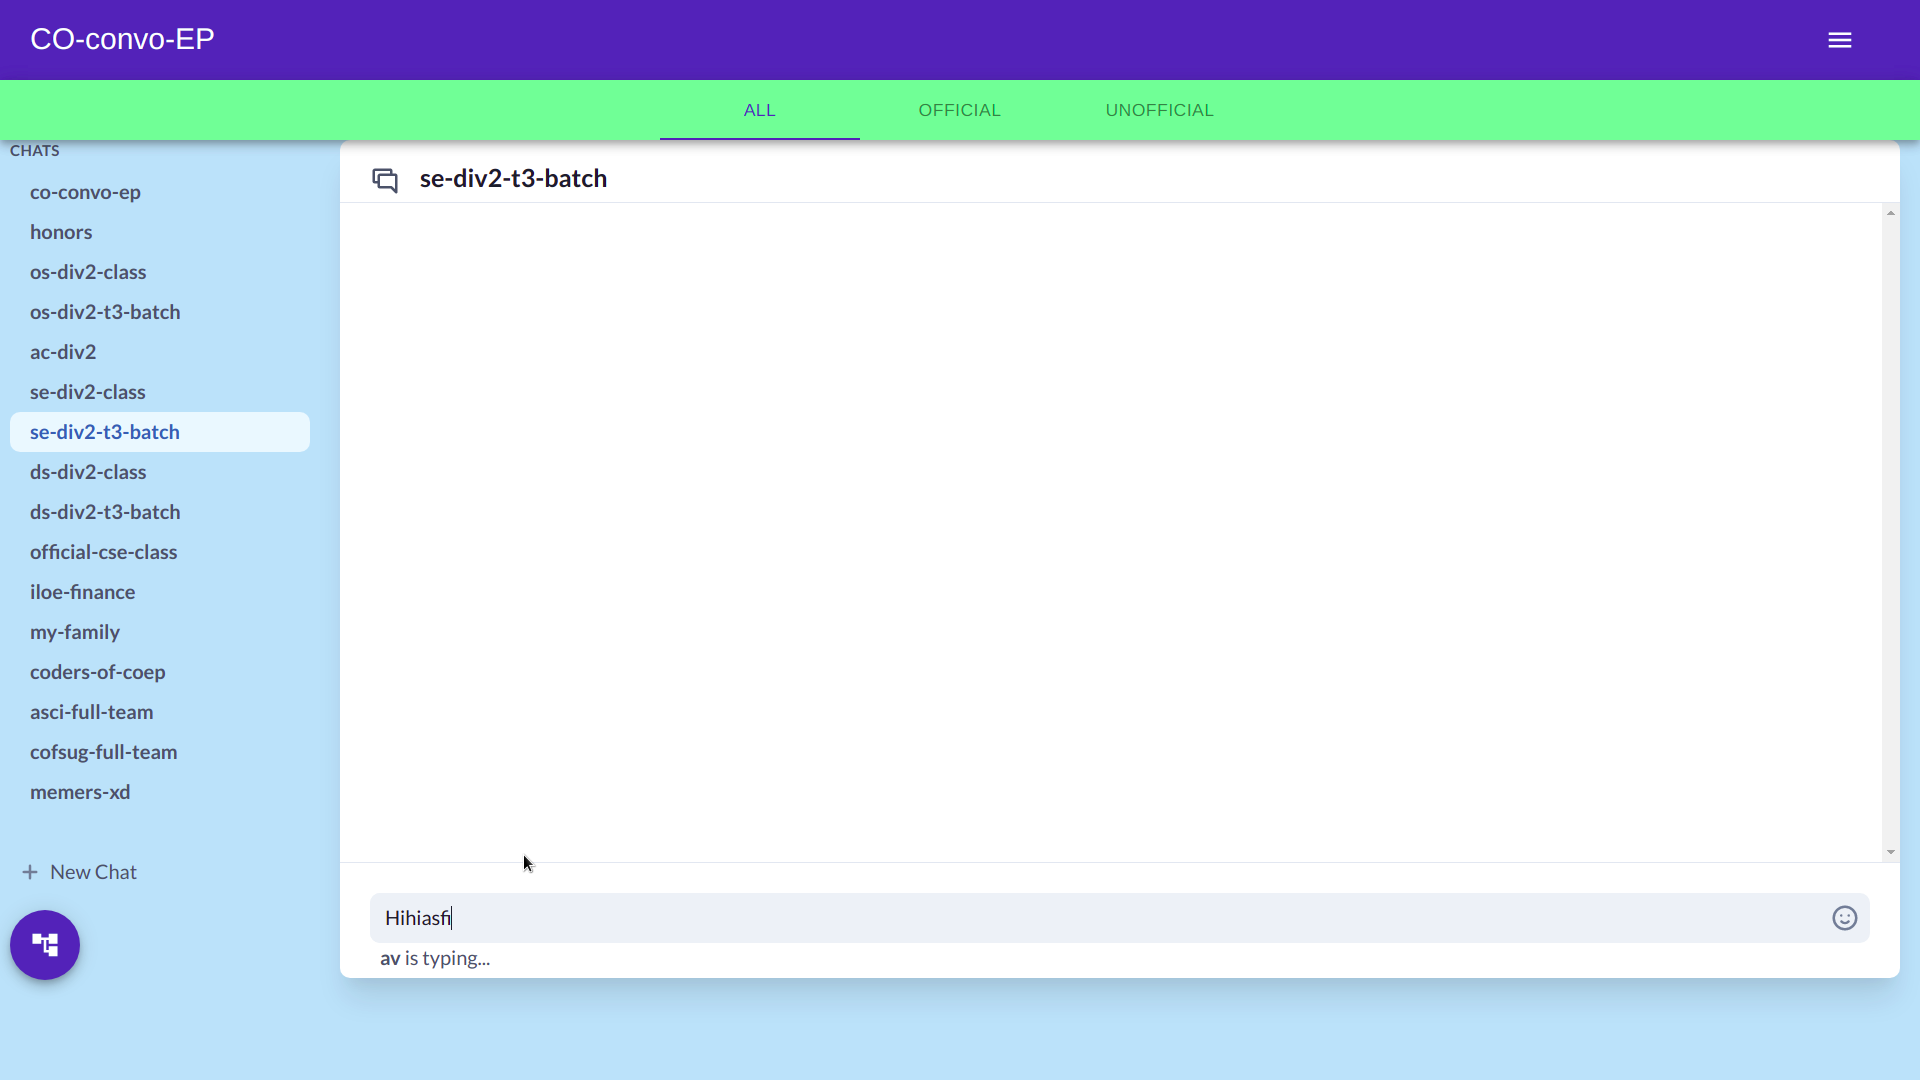 CO-convo-EP
ALL OFFICIAL UNOFFICIAL
CHATS
co-convo-ep
honors
os-div2-class
os-div2-t3-batch
ac-div2
se-div2-class
se-div2-t3-batch
ds-div2-class
ds-div2-t3-batch
official-cse-class
iloe-finance
my-family
coders-of-coep
asci-full-team
cofsug-full-team
memers-xd
New Chat
se-div2-t3-batch
Hihiasfi
av is typing...